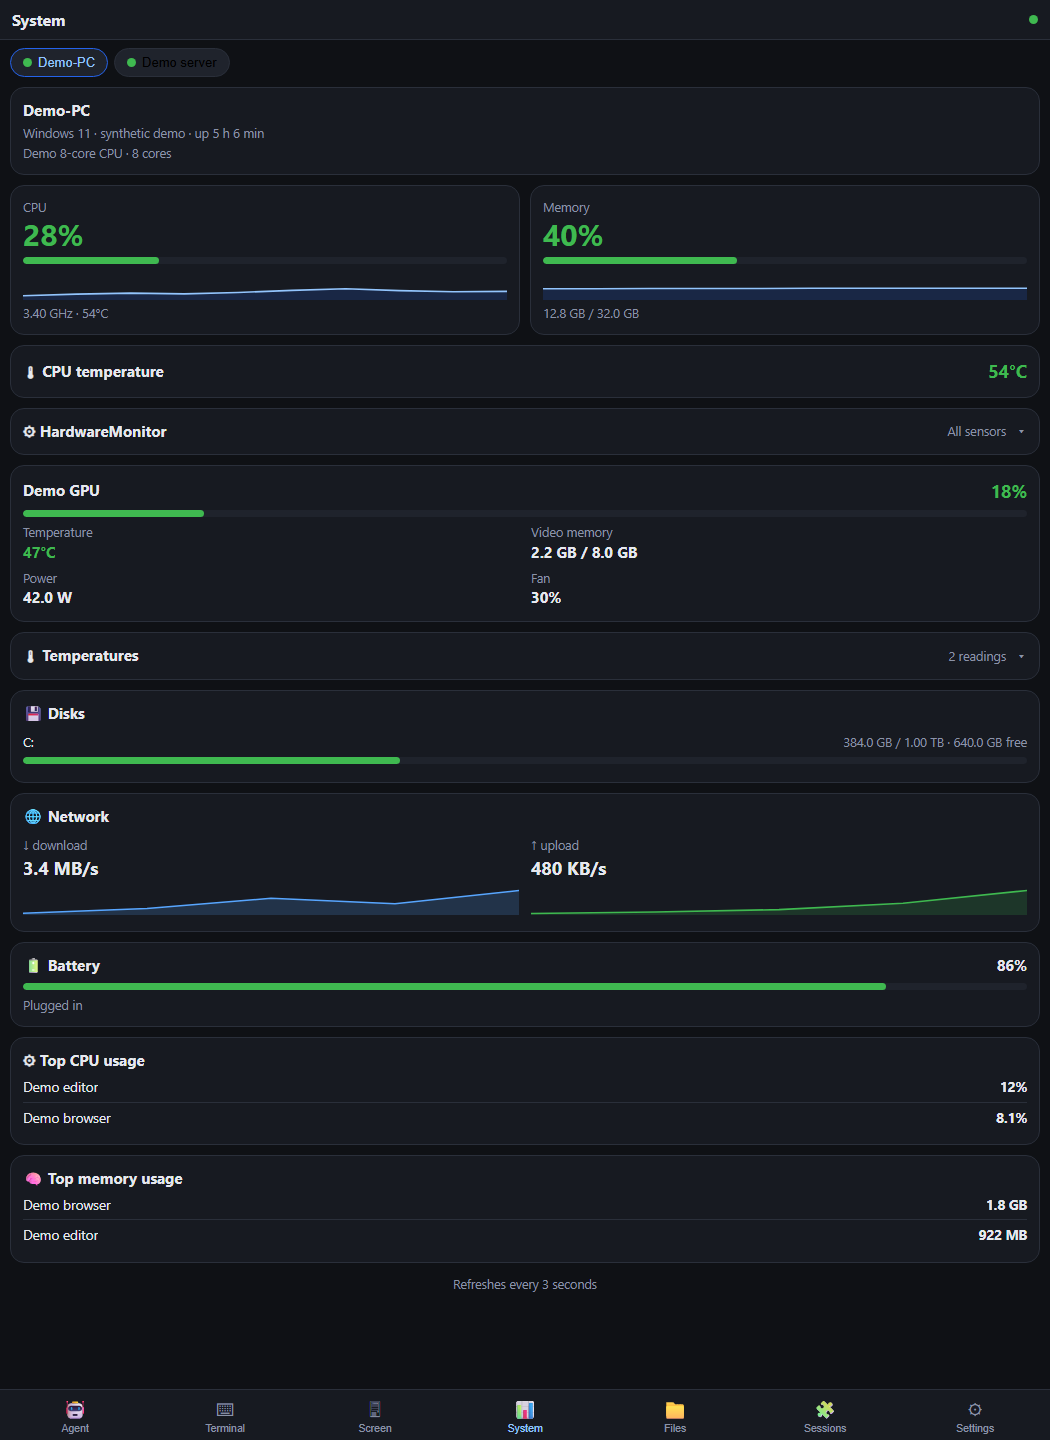 System
Demo-PC
Demo server
Demo-PC
Windows 11 · synthetic demo · up 5 h 6 min
Demo 8-core CPU · 8 cores
CPU
28%
3.40 GHz · 54°C
Memory
40%
12.8 GB / 32.0 GB
CPU temperature 54°C
HardwareMonitor All sensors
Demo GPU 18%
Temperature
47°C
Video memory
2.2 GB / 8.0 GB
Power
42.0 W
Fan
30%
Temperatures 2 readings
Disks
C: 384.0 GB / 1.00 TB · 640.0 GB free
Network
↓ download
3.4 MB/s
↑ upload
480 KB/s
Battery 86%
Plugged in
Top CPU usage
Demo editor 12%
Demo browser 8.1%
Top memory usage
Demo browser 1.8 GB
Demo editor 922 MB
Refreshes every 3 seconds
Agent
Terminal
Screen
System
Files
Sessions
Settings